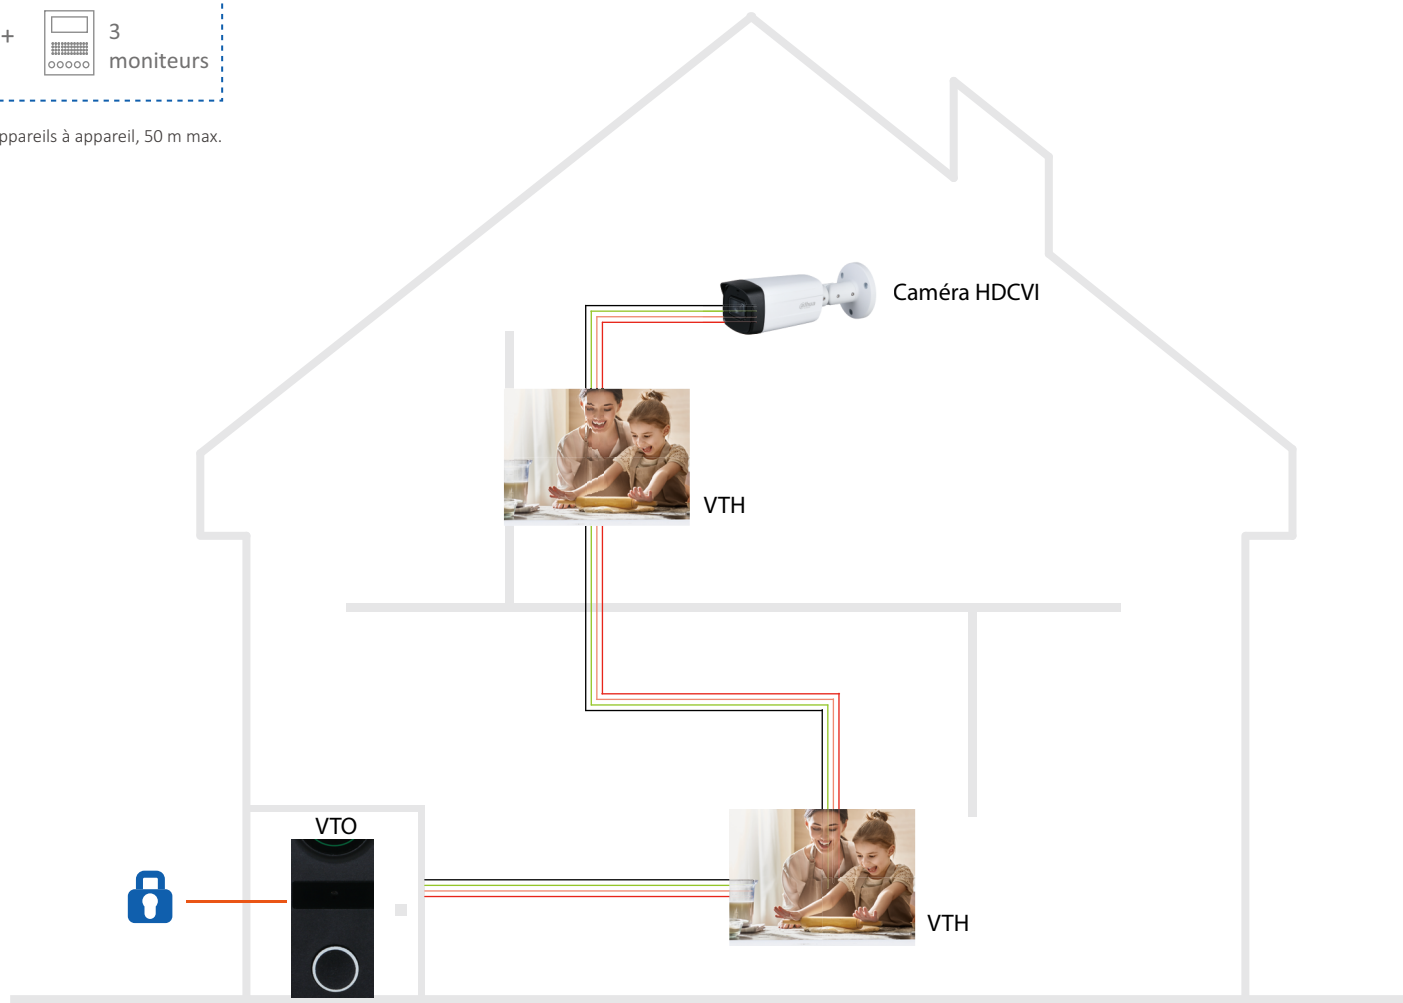 +
3
moniteurs
ppareils à appareil, 50 m max.
Caméra HDCVI
VTH
VTO
VTH